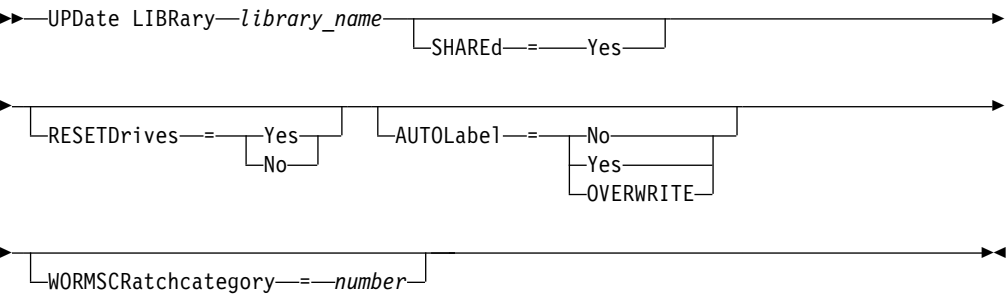 UPDate LIBRary library_name
SHAREd = Yes
RESETDrives = Yes
No
AUTOLabel = No
Yes
OVERWRITE
WORMSCRatchcategory = number